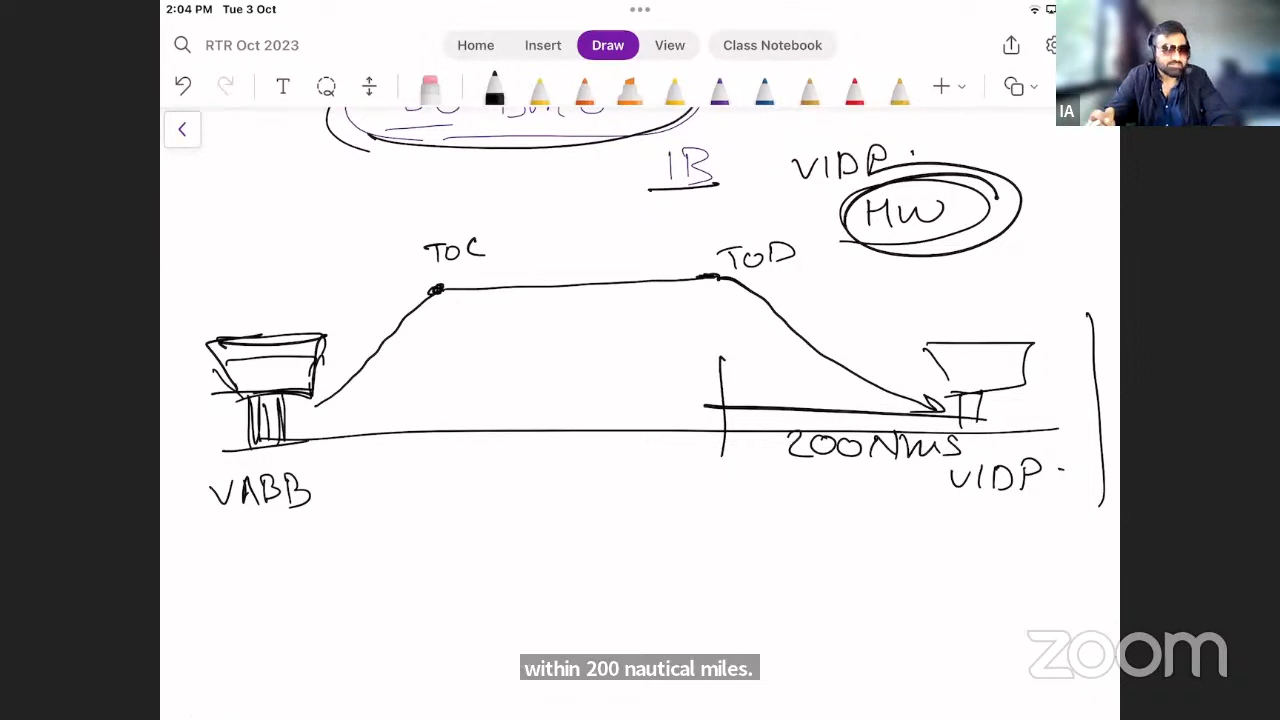 2:04 PM Tue 3 Oct
RTR Oct 2023
Home Insert Draw View Class Notebook
IA
1B
VIDP.
HW
TOC
TOD
200Nms
VABB
VIDP.
within 200 nautical miles.
zoom